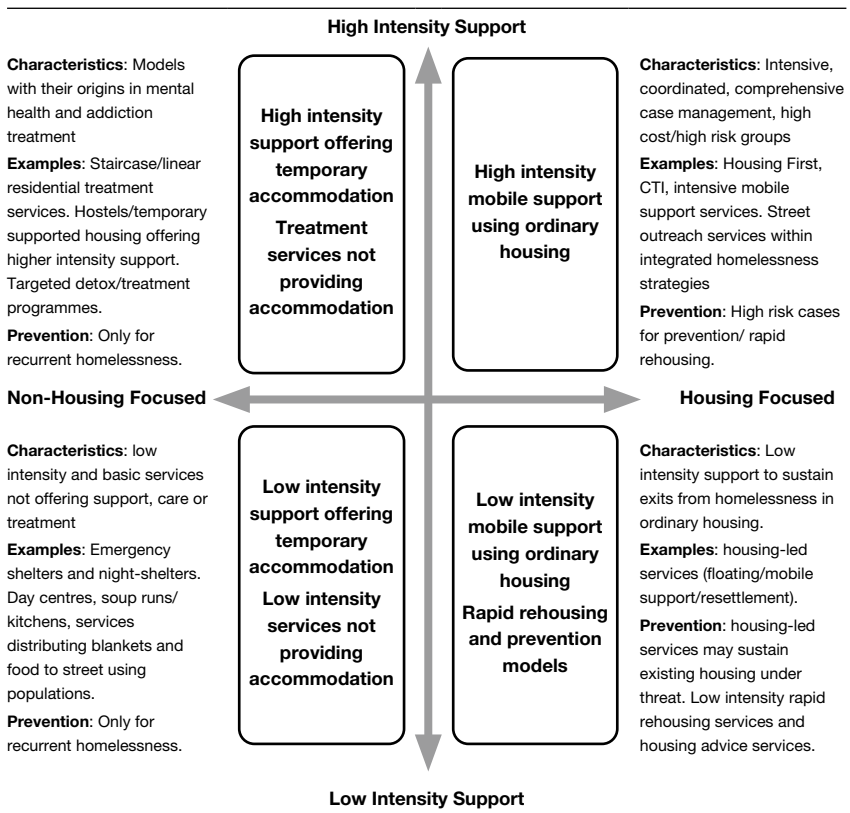 High Intensity Support
Characteristics: Models
with their origins in mental
health and addiction
treatment
Examples: Staircase/linear
residential treatment
services. Hostels/temporary
supported housing offering
higher intensity support.
Targeted detox/treatment
programmes.
Prevention: Only for
recurrent homelessness.
High intensity
support offering
temporary
accommodation
Treatment
services not
providing
accommodation
High intensity
mobile support
using ordinary
housing
Characteristics: Intensive,
coordinated, comprehensive
case management, high
cost/high risk groups
Examples: Housing First,
CTI, intensive mobile
support services. Street
outreach services within
integrated homelessness
strategies
Prevention: High risk cases
for prevention/ rapid
rehousing.
Non-Housing Focused
Housing Focused
Characteristics: low
intensity and basic services
not offering support, care or
treatment
Examples: Emergency
shelters and night-shelters.
Day centres, soup runs/
kitchens, services
distributing blankets and
food to street using
populations.
Prevention: Only for
recurrent homelessness.
Low intensity
support offering
temporary
accommodation
Low intensity
services not
providing
accommodation
Low intensity
mobile support
using ordinary
housing
Rapid rehousing
and prevention
models
Characteristics: Low
intensity support to sustain
exits from homelessness in
ordinary housing.
Examples: housing-led
services (floating/mobile
support/resettlement).
Prevention: housing-led
services may sustain
existing housing under
threat. Low intensity rapid
rehousing services and
housing advice services.
Low Intensity Support